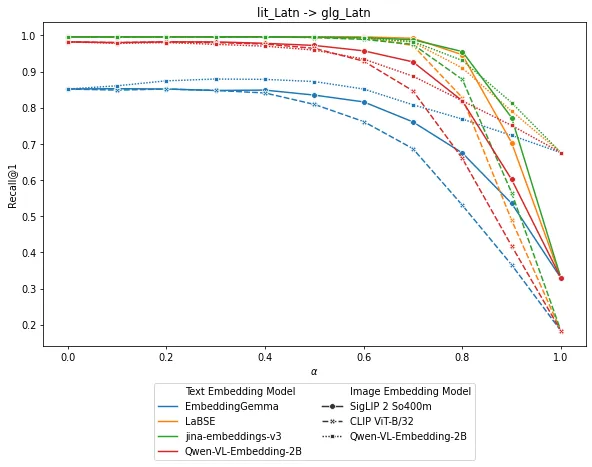 lit_Latn -> glg_Latn
Recall@1
1.0
0.9
0.8
0.7
0.6
0.5
0.4
0.3
0.2
0.0 0.2 0.4 0.6 0.8 1.0
α
Text Embedding Model Image Embedding Model
EmbeddingGemma SigLIP 2 So400m
LaBSE CLIP ViT-B/32
jina-embeddings-v3 Qwen-VL-Embedding-2B
Qwen-VL-Embedding-2B